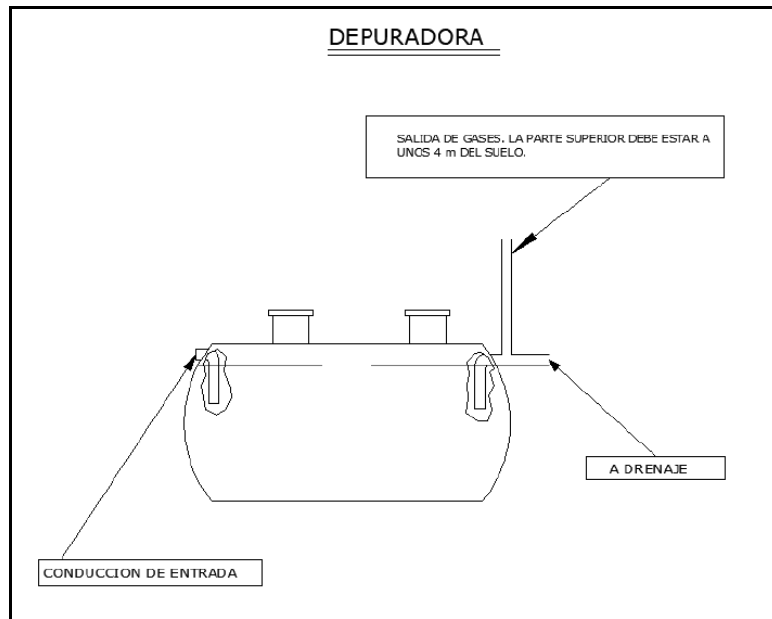 DEPURADORA
SALIDA DE GASES. LA PARTE SUPERIOR DEBE ESTAR A
UNOS 4 m DEL SUELO.
A DRENAJE
CONDUCCION DE ENTRADA